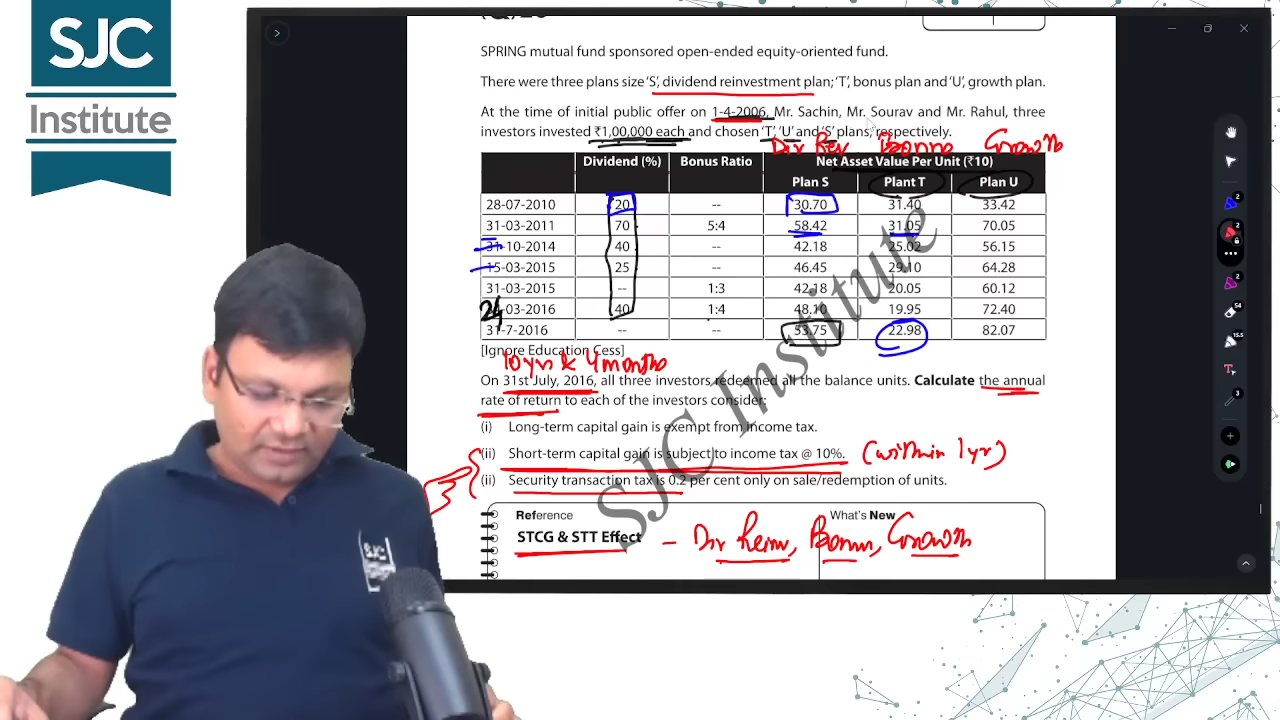 SJC
Institute
SPRING mutual fund sponsored open-ended equity-oriented fund.
There were three plans size 'S', dividend reinvestment plan; 'T', bonus plan and 'U', growth plan.
At the time of initial public offer on 1-4-2006, Mr. Sachin, Mr. Sourav and Mr. Rahul, three
investors invested ₹1,00,000 each and chosen 'T', 'U' and 'S' plans, respectively.
Div Rev Bonus Growth
Dividend (%) Bonus Ratio Net Asset Value Per Unit (₹10)
Plan S Plant T Plan U
28-07-2010 20 -- 30.70 31.40 33.42
31-03-2011 70 5:4 58.42 31.05 70.05
31-10-2014 40 -- 42.18 25.02 56.15
15-03-2015 25 -- 46.45 29.10 64.28
31-03-2015 -- 1:3 42.18 20.05 60.12
24-03-2016 40 1:4 48.10 19.95 72.40
31-7-2016 -- -- 53.75 22.98 82.07
[Ignore Education Cess]
10yrs & 4months
On 31st July, 2016, all three investors redeemed all the balance units. Calculate the annual
rate of return to each of the investors consider:
(i) Long-term capital gain is exempt from income tax.
(ii) Short-term capital gain is subject to income tax @ 10%. (within 1yr)
(ii) Security transaction tax is 0.2 per cent only on sale/redemption of units.
SJC Institute
Reference What's New
STCG & STT Effect – Div Reinv, Bonus, Growth
SJC